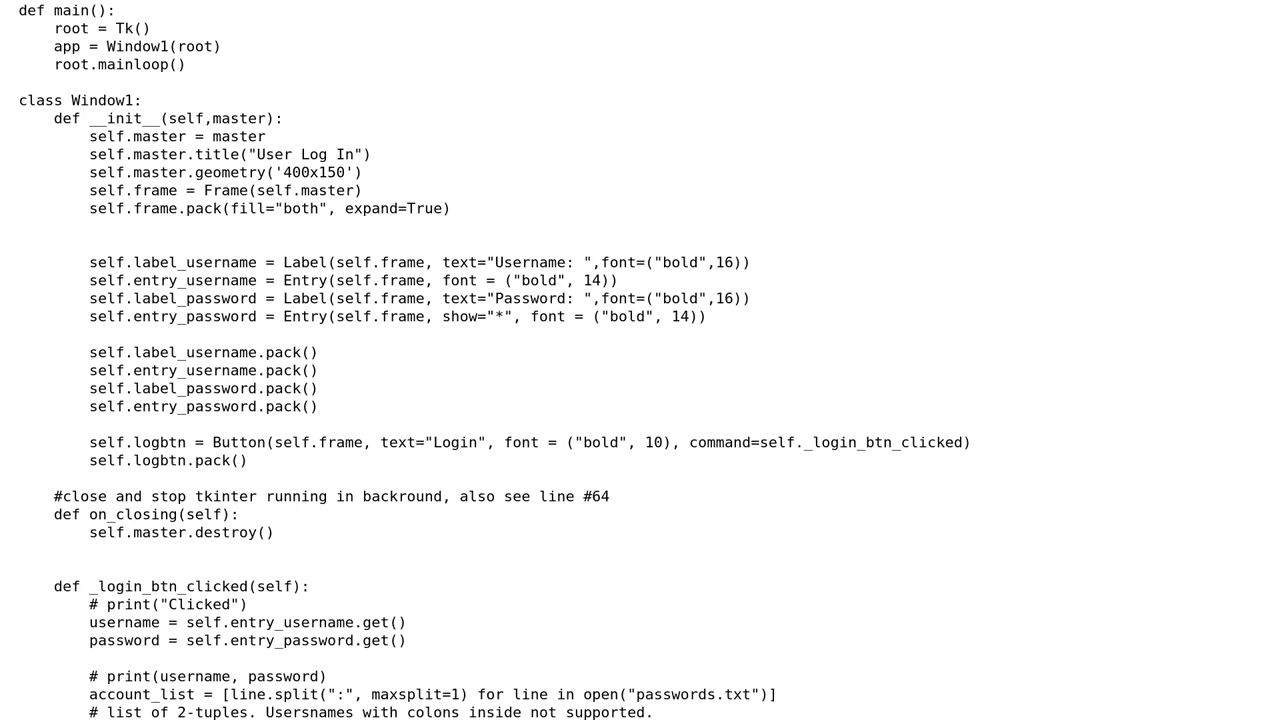 def main():
    root = Tk()
    app = Window1(root)
    root.mainloop()

class Window1:
    def __init__(self,master):
        self.master = master
        self.master.title("User Log In")
        self.master.geometry('400x150')
        self.frame = Frame(self.master)
        self.frame.pack(fill="both", expand=True)


        self.label_username = Label(self.frame, text="Username: ",font=("bold",16))
        self.entry_username = Entry(self.frame, font = ("bold", 14))
        self.label_password = Label(self.frame, text="Password: ",font=("bold",16))
        self.entry_password = Entry(self.frame, show="*", font = ("bold", 14))

        self.label_username.pack()
        self.entry_username.pack()
        self.label_password.pack()
        self.entry_password.pack()

        self.logbtn = Button(self.frame, text="Login", font = ("bold", 10), command=self._login_btn_clicked)
        self.logbtn.pack()

    #close and stop tkinter running in backround, also see line #64
    def on_closing(self):
        self.master.destroy()


    def _login_btn_clicked(self):
        # print("Clicked")
        username = self.entry_username.get()
        password = self.entry_password.get()

        # print(username, password)
        account_list = [line.split(":", maxsplit=1) for line in open("passwords.txt")]
        # list of 2-tuples. Usersnames with colons inside not supported.